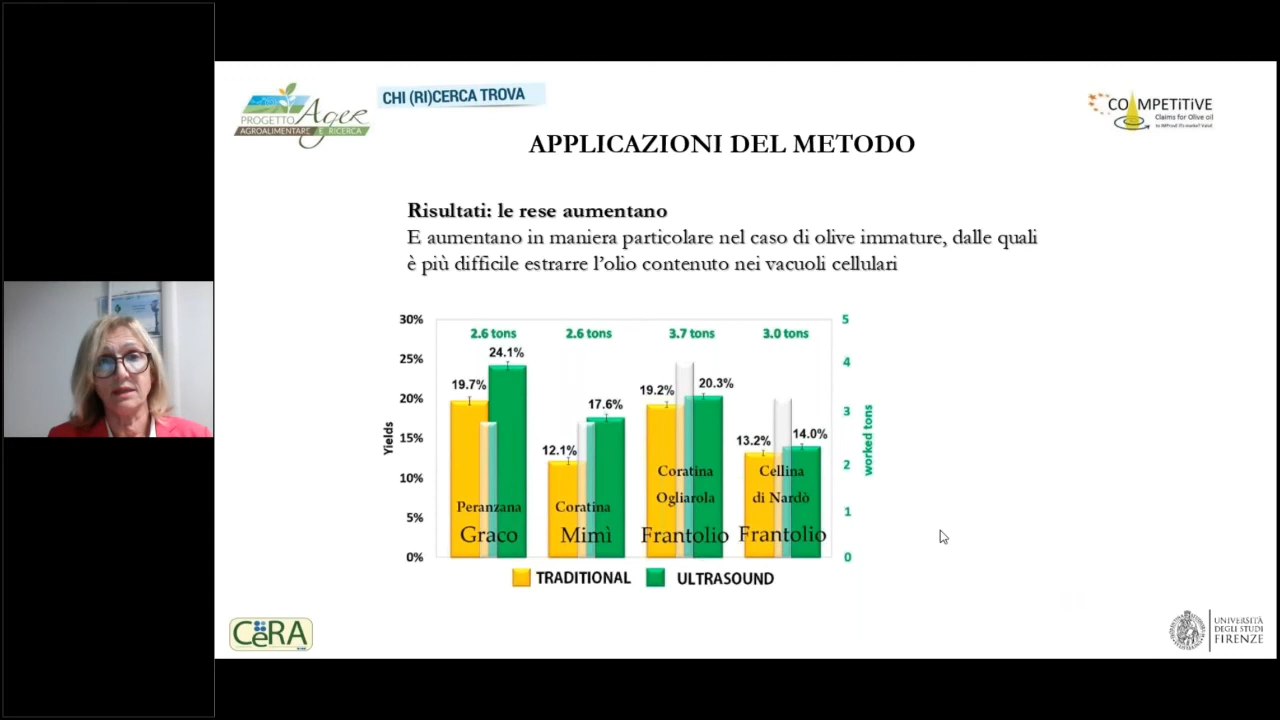 PROGETTO Ager
AGROALIMENTARE E RICERCA
CHI (RI)CERCA TROVA
COMPETITiVE
Claims for Olive oil
to IMProvE ITs markeT ValuE
APPLICAZIONI DEL METODO
Risultati: le rese aumentano
E aumentano in maniera particolare nel caso di olive immature, dalle quali
è più difficile estrarre l’olio contenuto nei vacuoli cellulari
30%
25%
20%
15%
10%
5%
0%
Yields
2.6 tons
2.6 tons
3.7 tons
3.0 tons
19.7%
24.1%
12.1%
17.6%
19.2%
20.3%
13.2%
14.0%
Peranzana
Graco
Coratina
Mimì
Coratina
Ogliarola
Frantolio
Cellina
di Nardò
Frantolio
5
4
3
2
1
0
worked tons
TRADITIONAL
ULTRASOUND
CeRA
UNIVERSITÀ
DEGLI STUDI
FIRENZE